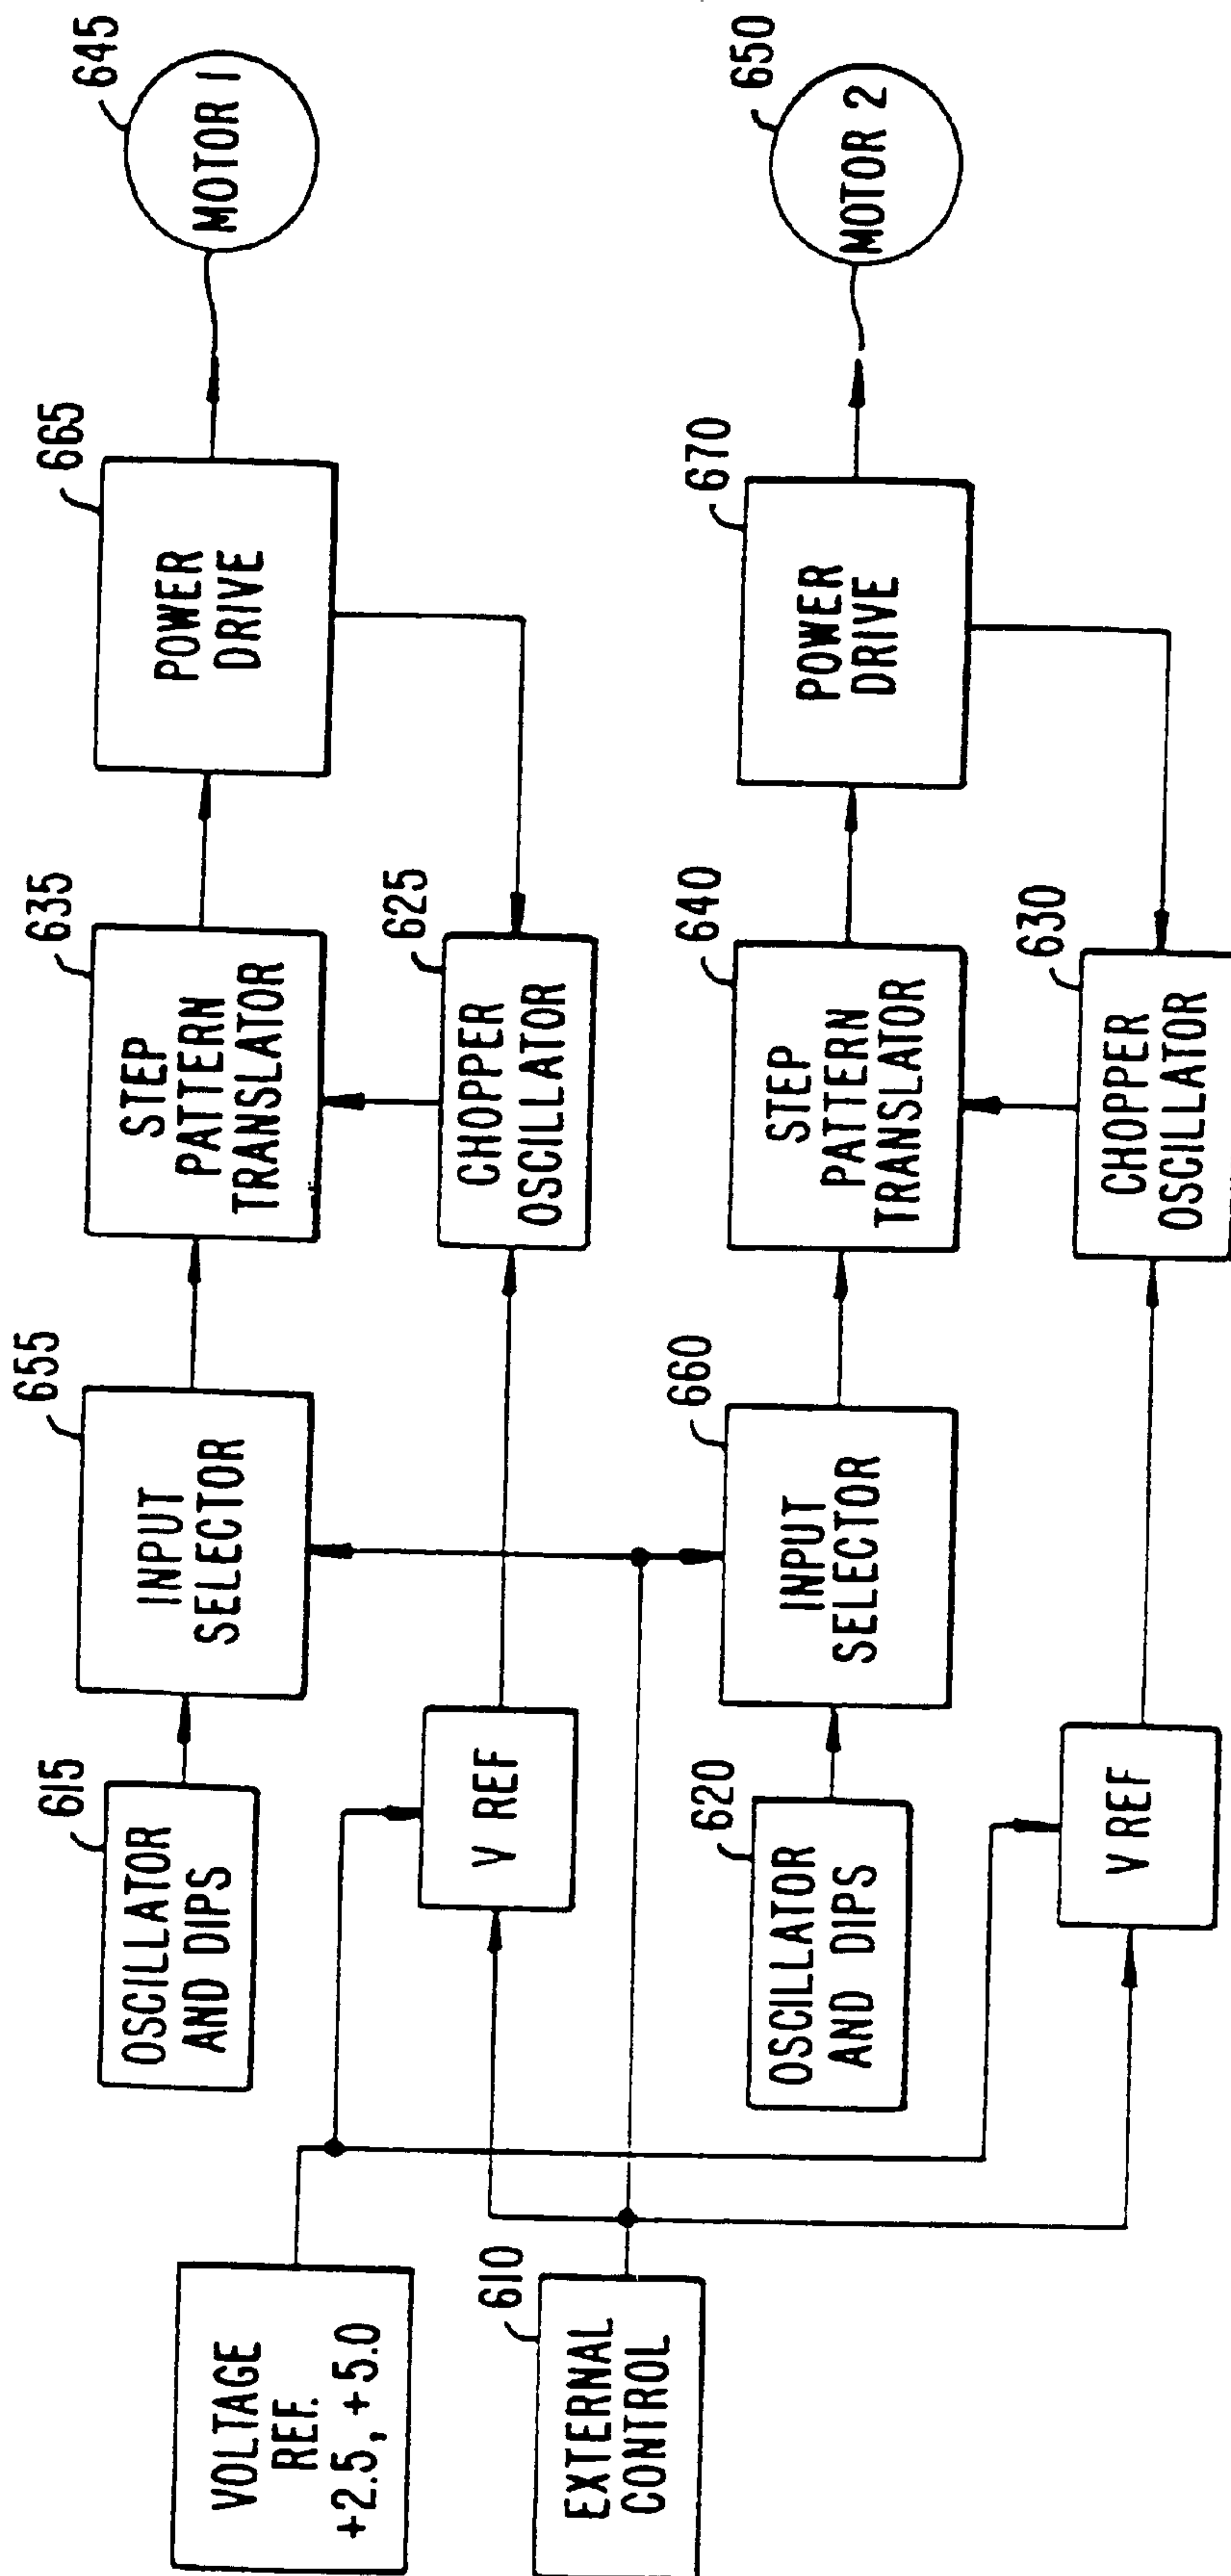 645
MOTOR 1
665
POWER
DRIVE
635
STEP
PATTERN
TRANSLATOR
625
CHOPPER
OSCILLATOR
655
INPUT
SELECTOR
615
OSCILLATOR
AND DIPS
V REF
VOLTAGE
REF.
+2.5, +5.0
610
EXTERNAL
CONTROL
650
MOTOR 2
670
POWER
DRIVE
640
STEP
PATTERN
TRANSLATOR
630
CHOPPER
OSCILLATOR
660
INPUT
SELECTOR
620
OSCILLATOR
AND DIPS
V REF